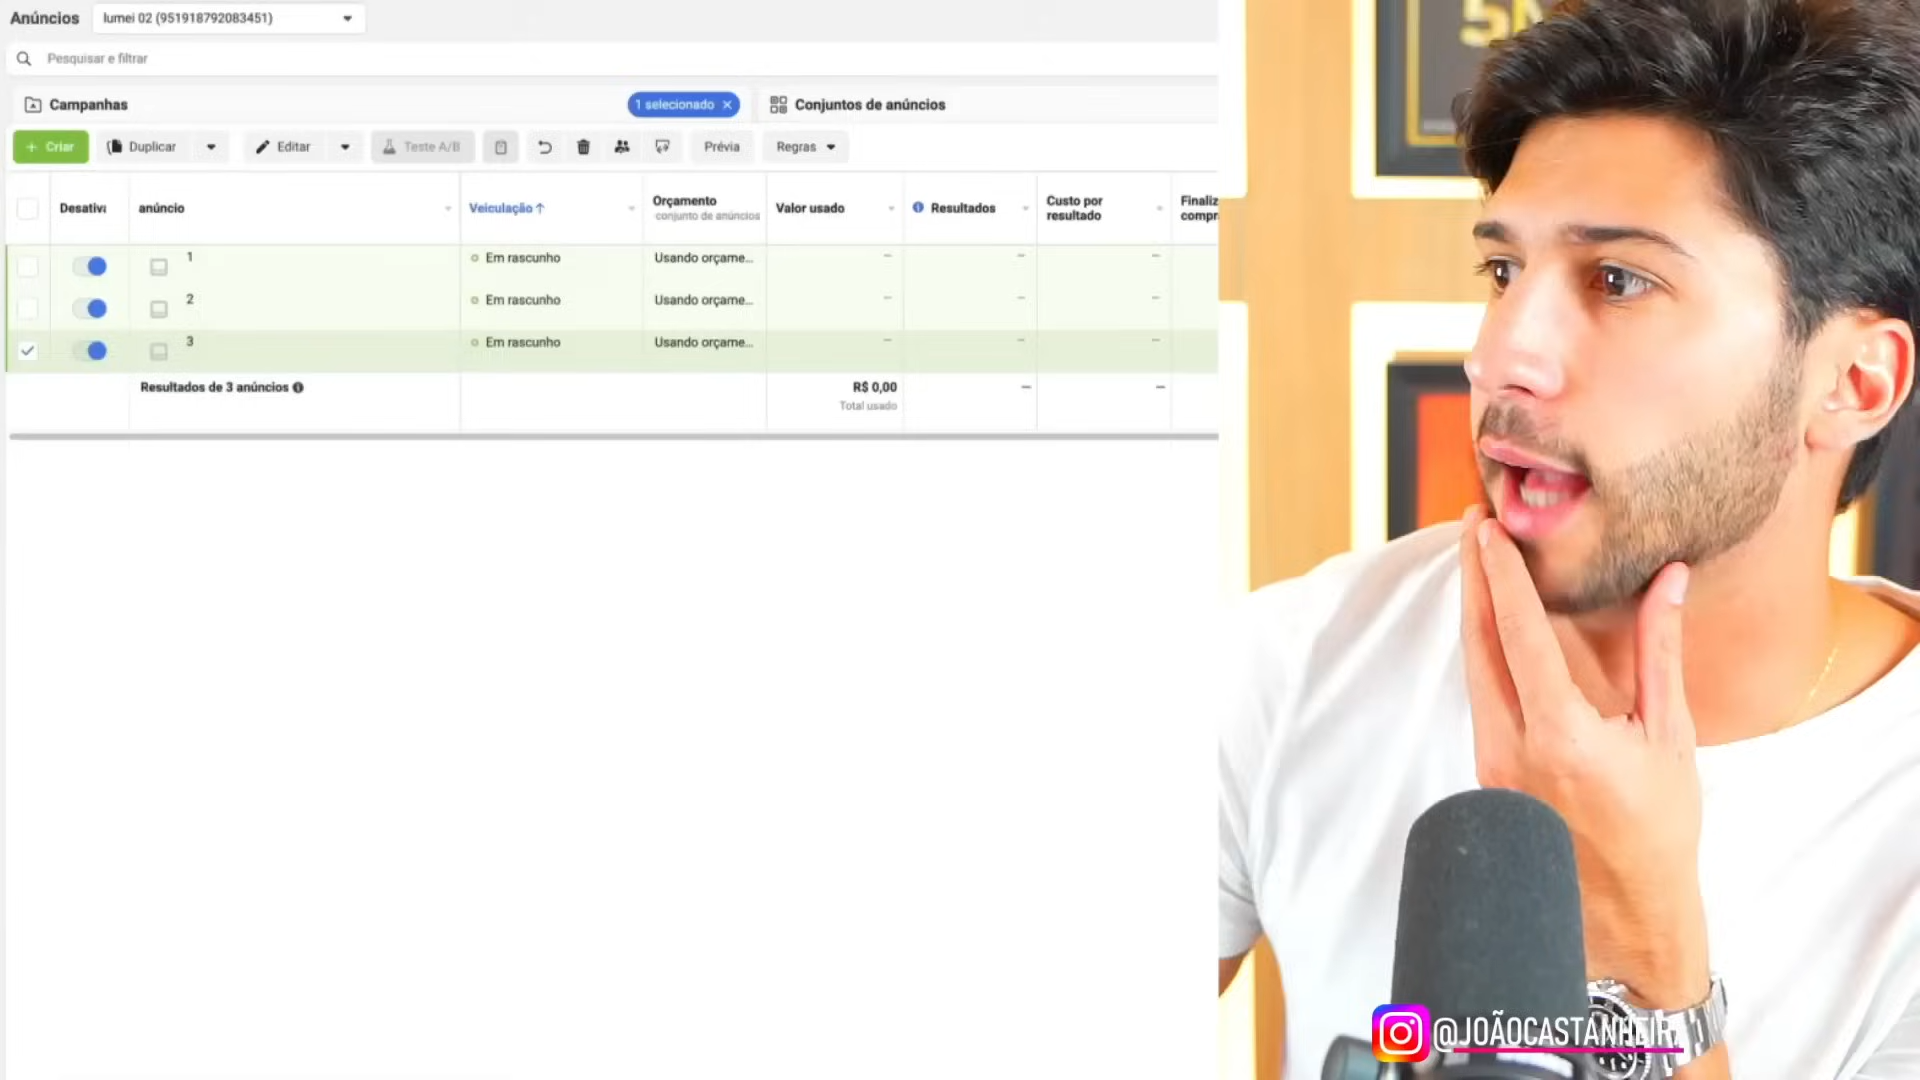 Anúncios
lumei 02 (951918792083451)
Pesquisar e filtrar
Campanhas
1 selecionado
Conjuntos de anúncios
+ Criar
Duplicar
Editar
Teste A/B
Prévia
Regras
Desativ
anúncio
Veiculação ↑
Orçamento
conjunto de anúncios
Valor usado
Resultados
Custo por
resultado
Finaliz
compr
1
Em rascunho
Usando orçame...
2
Em rascunho
Usando orçame...
3
Em rascunho
Usando orçame...
Resultados de 3 anúncios
R$ 0,00
Total usado
@JOÃOCASTANHEIR